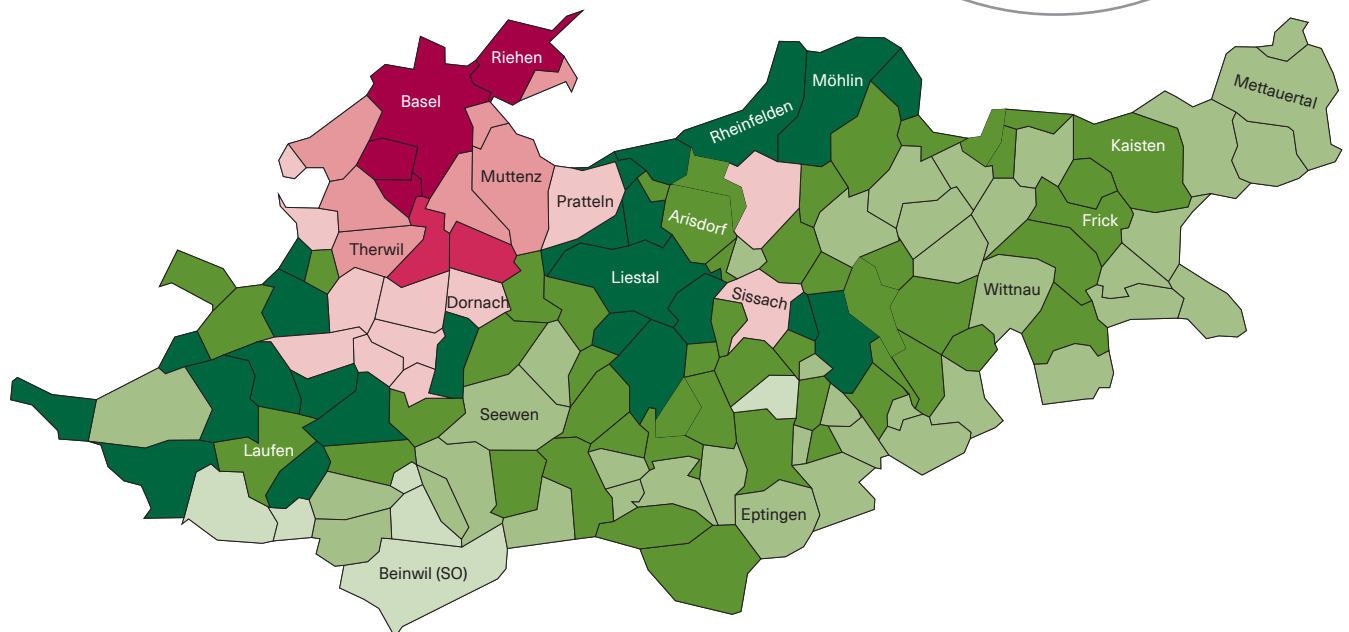 Riehen
Basel
Möhlin
Rheinfelden
Mettauertal
Kaisten
Muttenz
Pratteln
Arisdorf
Frick
Therwil
Liestal
Dornach
Sissach
Wittnau
Seewen
Laufen
Eptingen
Beinwil (SO)